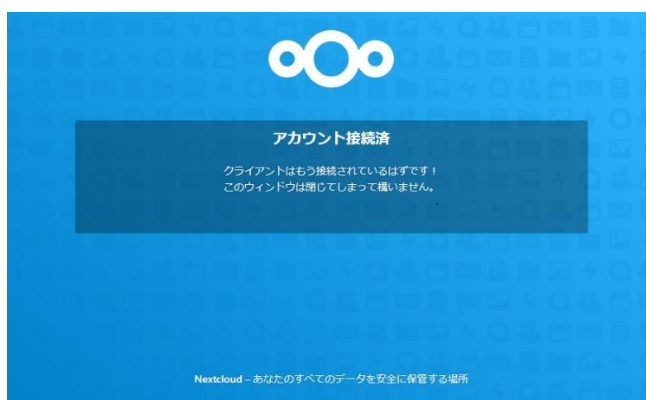 アカウント接続済
クライアントはもう接続されているはずです！
このウィンドウは閉じてしまって構いません。
Nextcloud – あなたのすべてのデータを安全に保管する場所